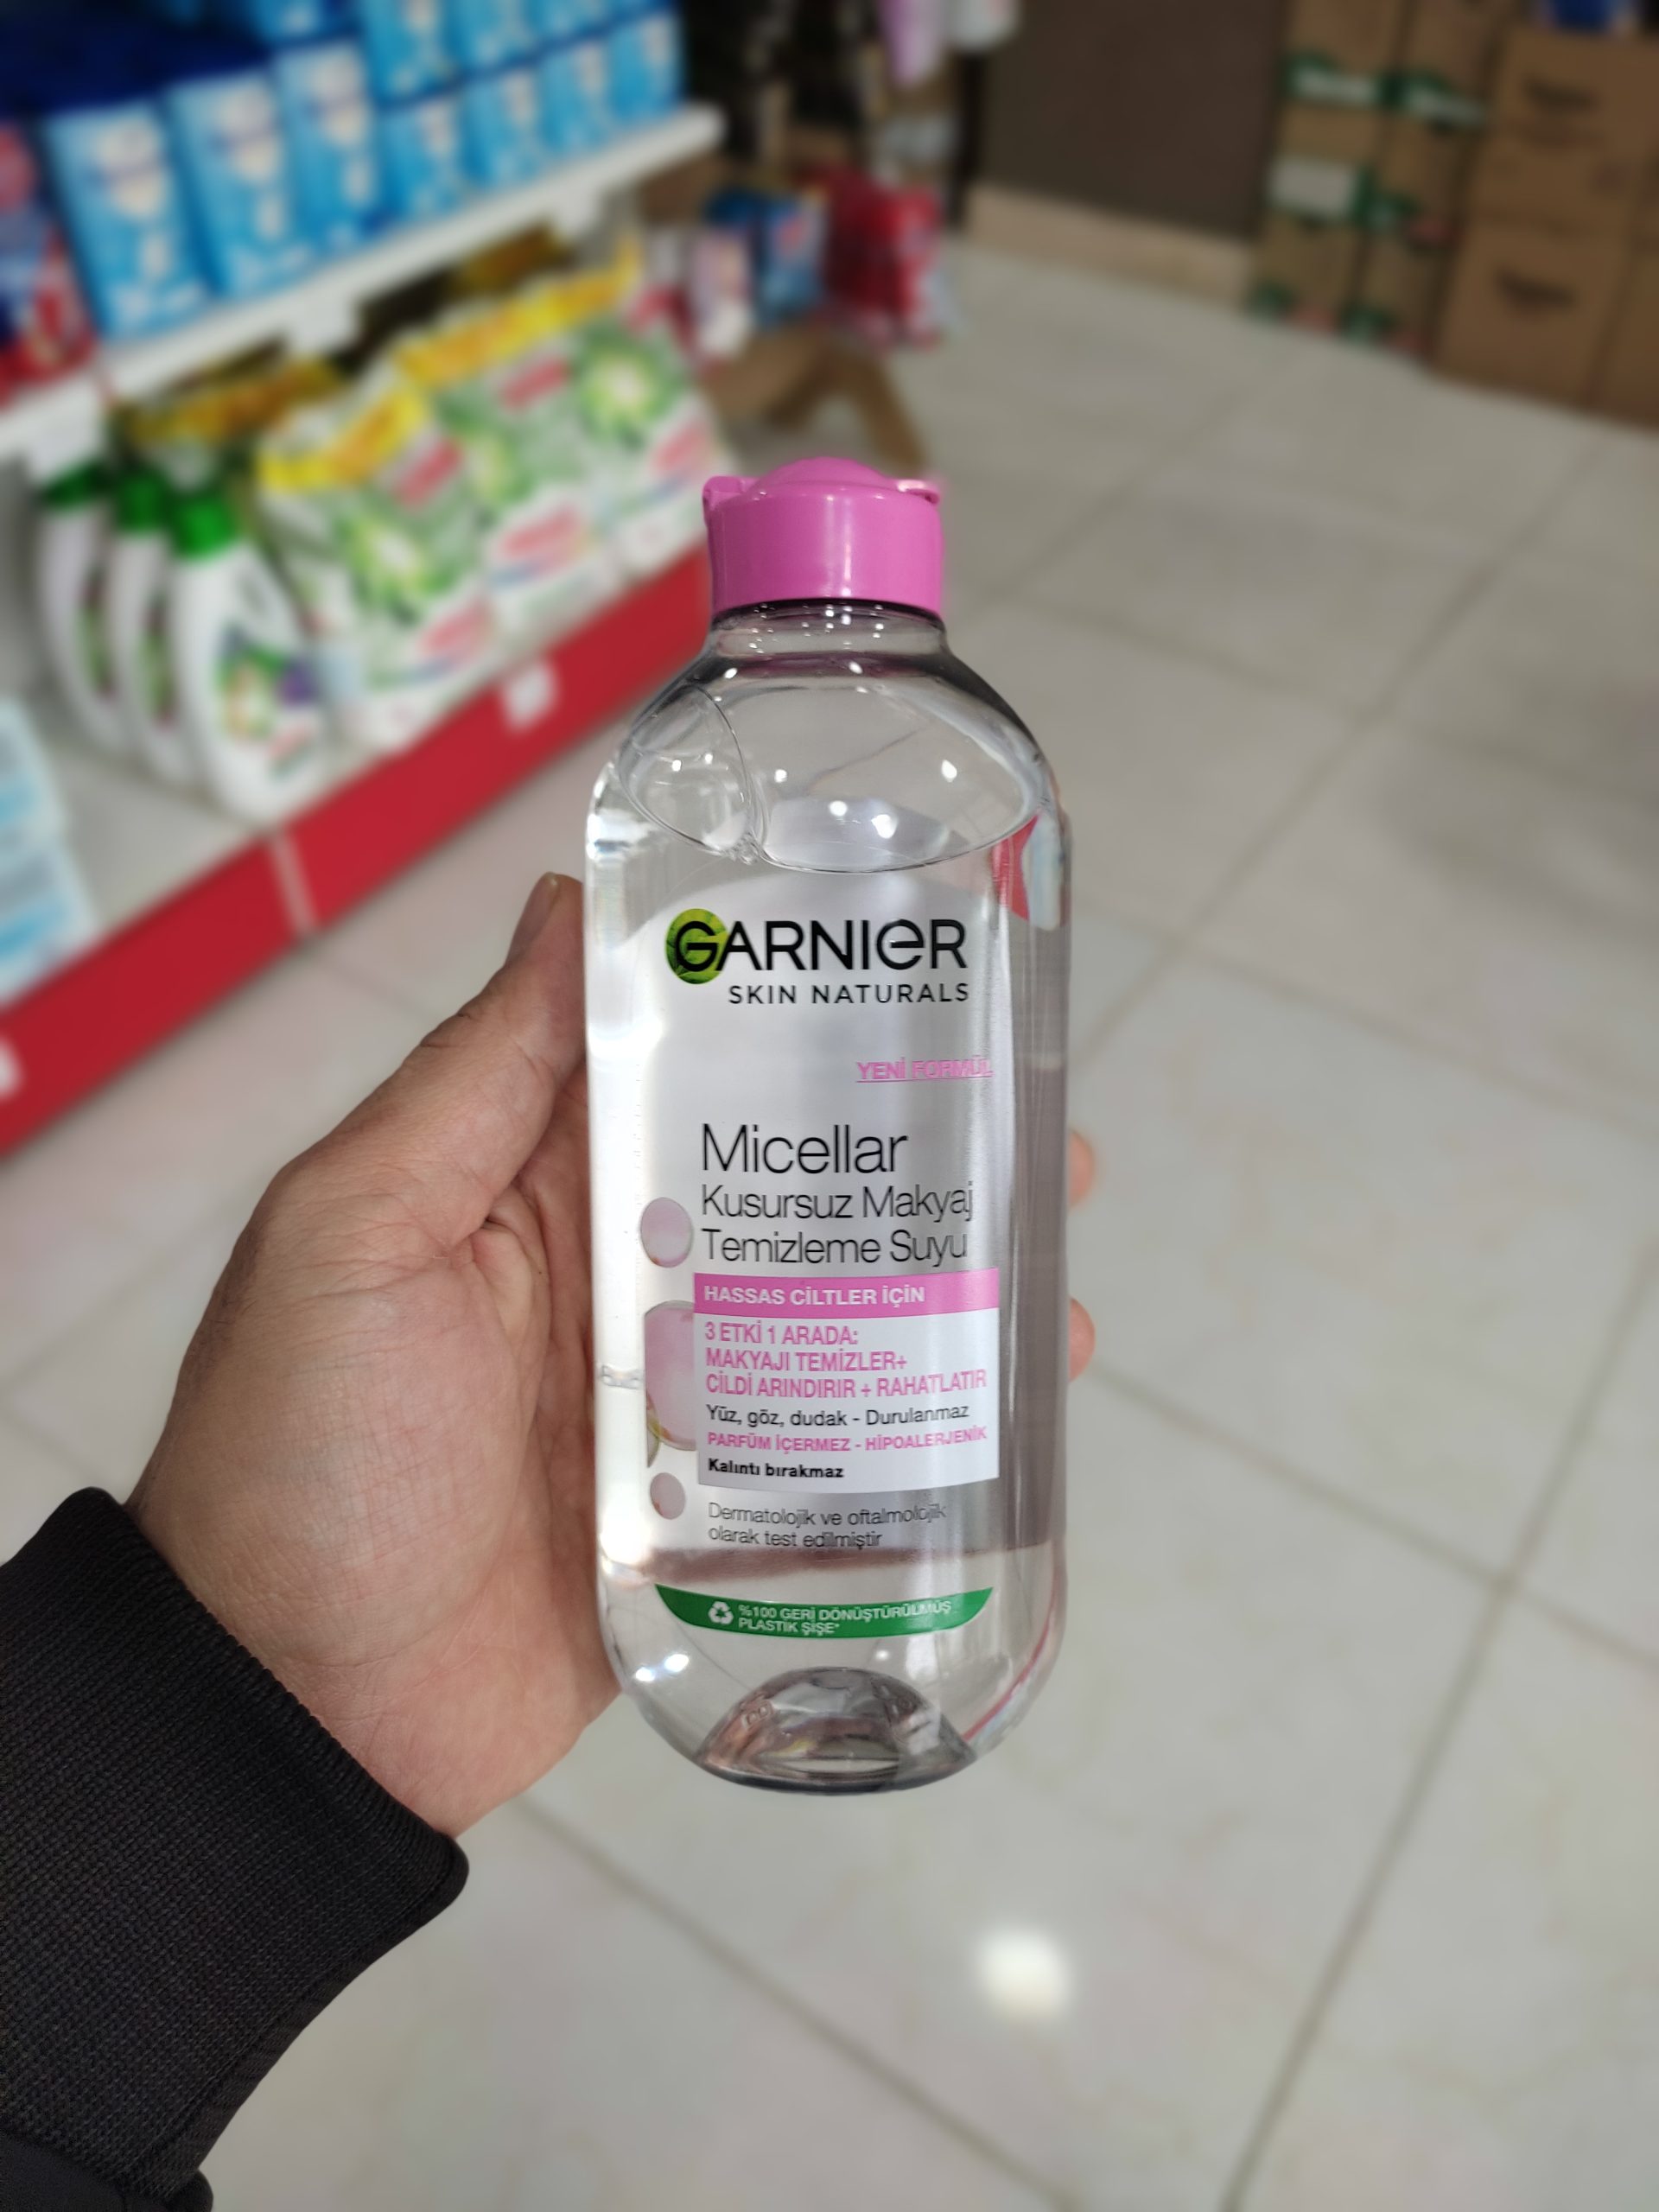 GARNIER
SKIN NATURALS
YENİ FORMÜL
Micellar
Kusursuz Makyaj
Temizleme Suyu
HASSAS CİLTLER İÇİN
3 ETKİ 1 ARADA:
MAKYAJI TEMİZLER+
CİLDİ ARINDIRIR + RAHATLATIR
Yüz, göz, dudak - Durulanmaz
PARFÜM İÇERMEZ - HİPOALERJENİK
Kalıntı bırakmaz
Dermatolojik ve oftalmolojik
olarak test edilmiştir
%100 GERİ DÖNÜŞTÜRÜLMÜŞ
PLASTİK ŞİŞE*